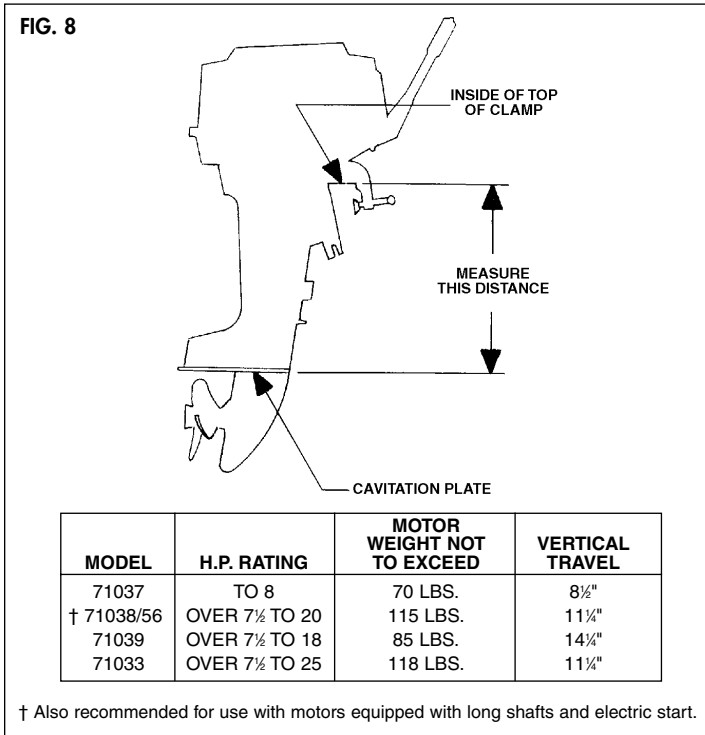 FIG. 8
INSIDE OF TOP
OF CLAMP
MEASURE
THIS DISTANCE
CAVITATION PLATE
MODEL H.P. RATING MOTOR WEIGHT NOT TO EXCEED VERTICAL TRAVEL
71037 TO 8 70 LBS. 8½"
† 71038/56 OVER 7½ TO 20 115 LBS. 11¼"
71039 OVER 7½ TO 18 85 LBS. 14¼"
71033 OVER 7½ TO 25 118 LBS. 11¼"
† Also recommended for use with motors equipped with long shafts and electric start.